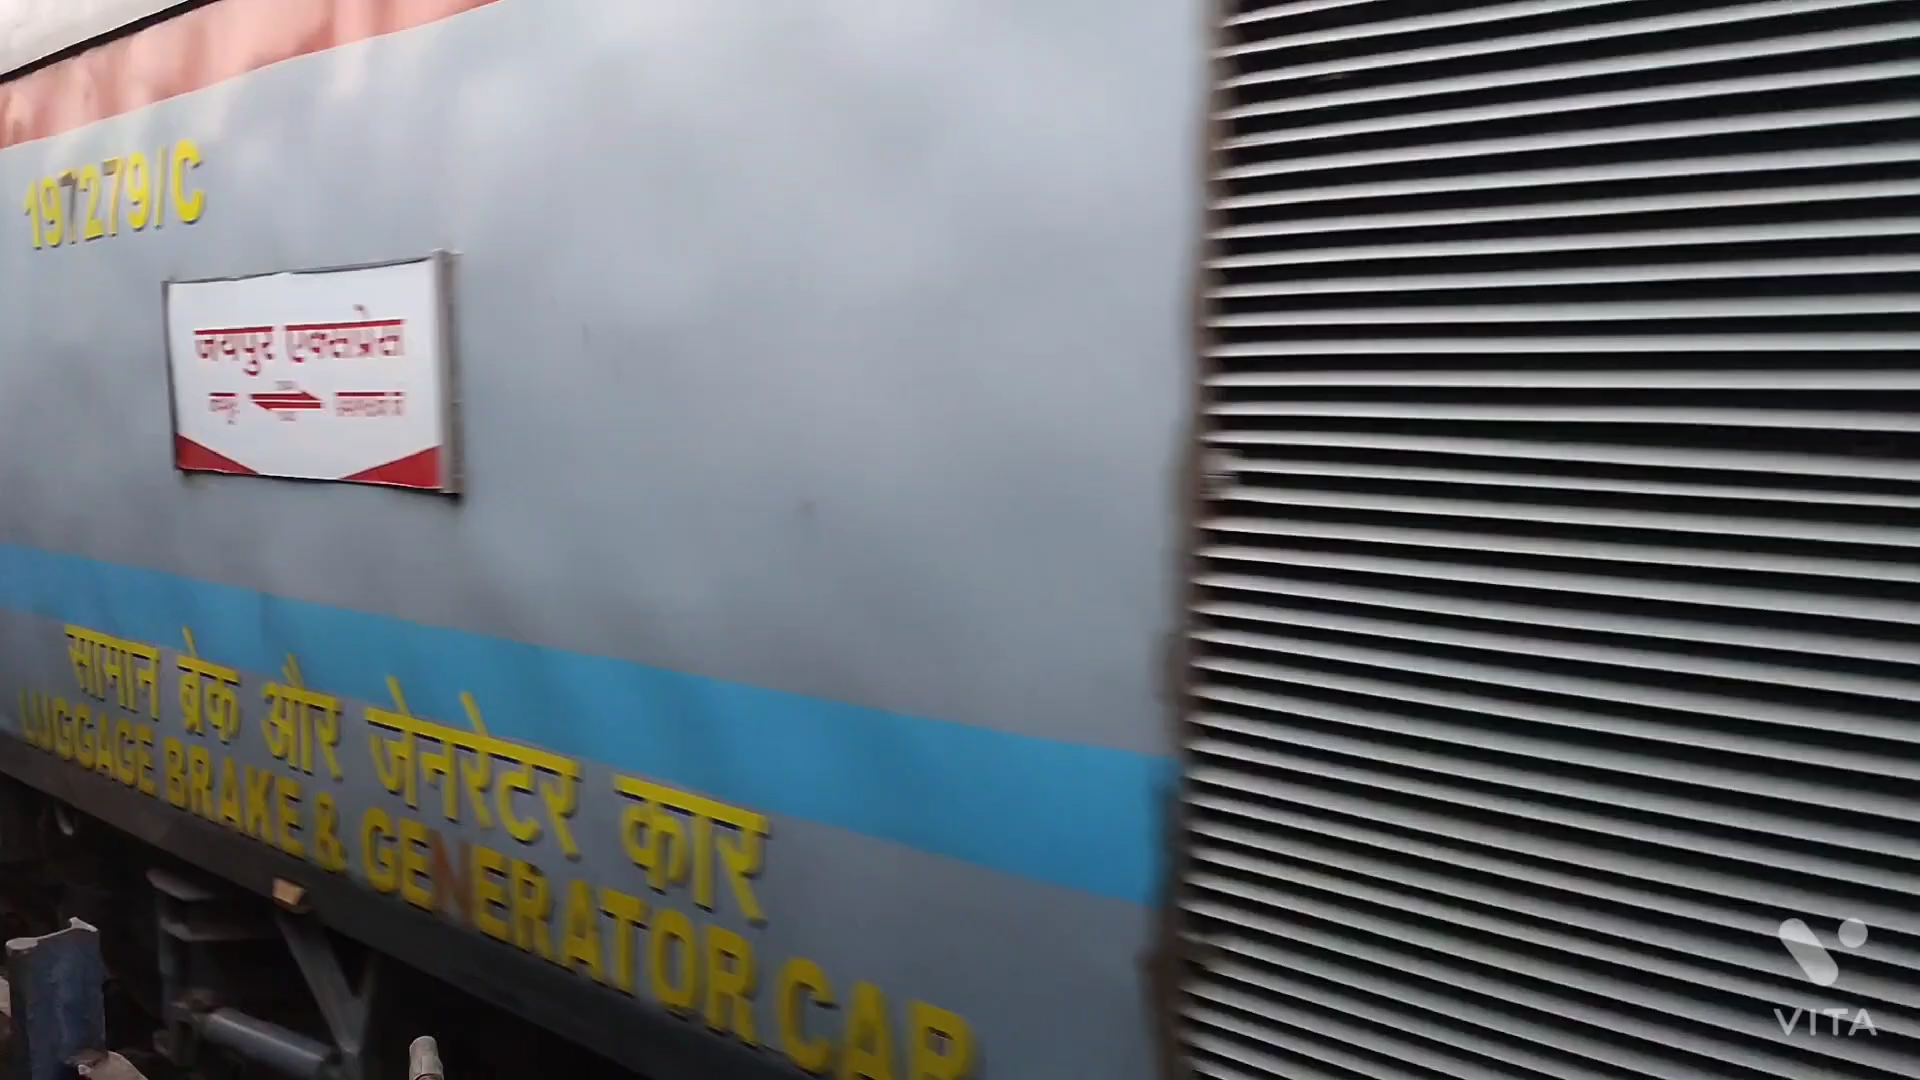 197279/C
जयपुर एक्सप्रेस
सामान ब्रेक और जेनरेटर कार
LUGGAGE BRAKE & GENERATOR CAR
VITA